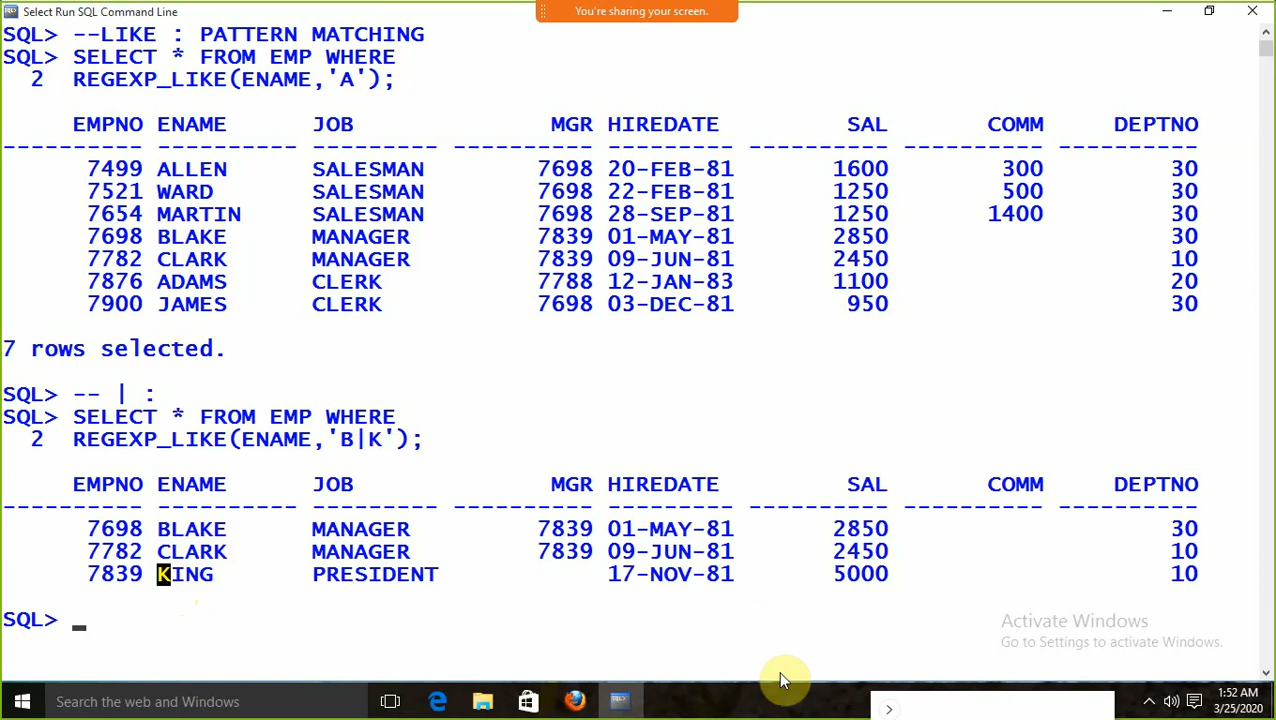 Select Run SQL Command Line
You're sharing your screen.
SQL> --LIKE : PATTERN MATCHING
SQL> SELECT * FROM EMP WHERE
2 REGEXP_LIKE(ENAME,'A');
EMPNO ENAME JOB MGR HIREDATE SAL COMM DEPTNO
---------- ---------- --------- ---------- --------- ---------- ---------- ----------
7499 ALLEN SALESMAN 7698 20-FEB-81 1600 300 30
7521 WARD SALESMAN 7698 22-FEB-81 1250 500 30
7654 MARTIN SALESMAN 7698 28-SEP-81 1250 1400 30
7698 BLAKE MANAGER 7839 01-MAY-81 2850 30
7782 CLARK MANAGER 7839 09-JUN-81 2450 10
7876 ADAMS CLERK 7788 12-JAN-83 1100 20
7900 JAMES CLERK 7698 03-DEC-81 950 30
7 rows selected.
SQL> -- | :
SQL> SELECT * FROM EMP WHERE
2 REGEXP_LIKE(ENAME,'B|K');
EMPNO ENAME JOB MGR HIREDATE SAL COMM DEPTNO
---------- ---------- --------- ---------- --------- ---------- ---------- ----------
7698 BLAKE MANAGER 7839 01-MAY-81 2850 30
7782 CLARK MANAGER 7839 09-JUN-81 2450 10
7839 KING PRESIDENT 17-NOV-81 5000 10
SQL> _
Activate Windows
Go to Settings to activate Windows.
Search the web and Windows
1:52 AM
3/25/2020